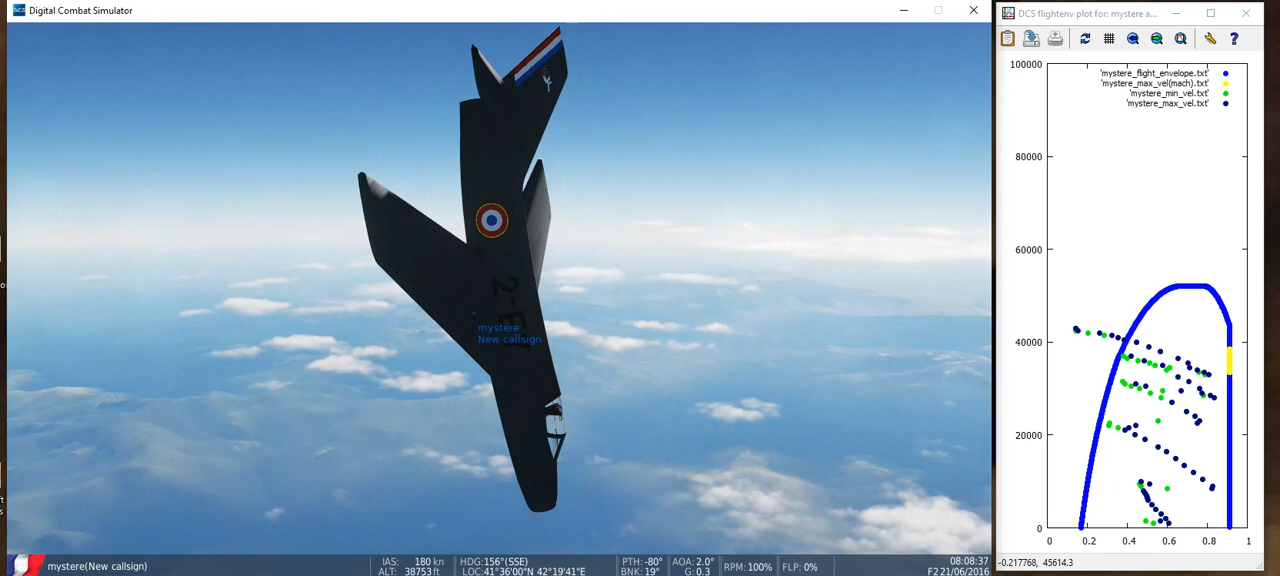 Digital Combat Simulator
2-E
mystere
New callsign
mystere(New callsign)
IAS: 180 kn
ALT: 38753 ft
HDG:156°(SSE)
LOC:41°36'00"N 42°19'41"E
PTH: -80°
BNK: 19°
AOA: 2.0°
G: 0.3
RPM:100%
FLP: 0%
08:08:37
F2 21/06/2016
DCS flightenv plot for: mystere a...
100000
80000
60000
40000
20000
0
0
0.2
0.4
0.6
0.8
1
'mystere_flight_envelope.txt'
'mystere_max_vel(mach).txt'
'mystere_min_vel.txt'
'mystere_max_vel.txt'
-0.217768, 45614.3